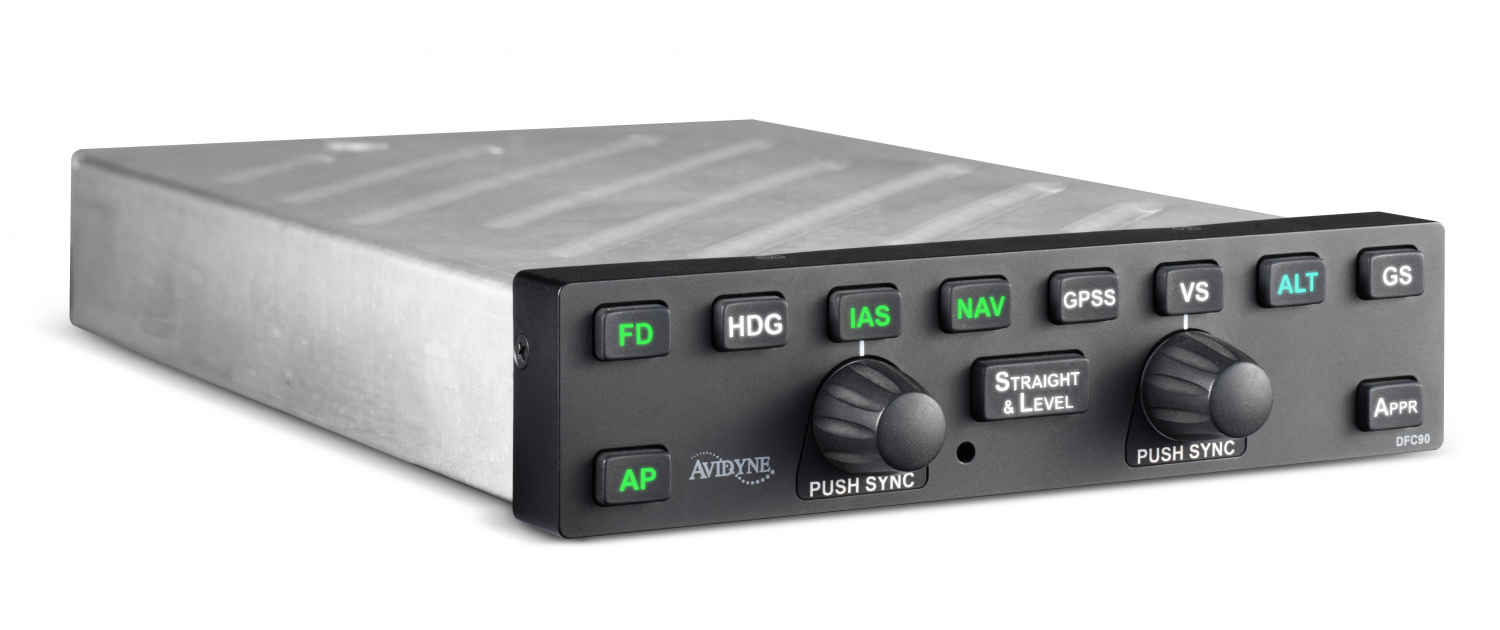 FD
HDG
IAS
NAV
GPSS
VS
ALT
GS
STRAIGHT
& LEVEL
APPR
DFC90
AP
AVIDYNE
PUSH SYNC
PUSH SYNC